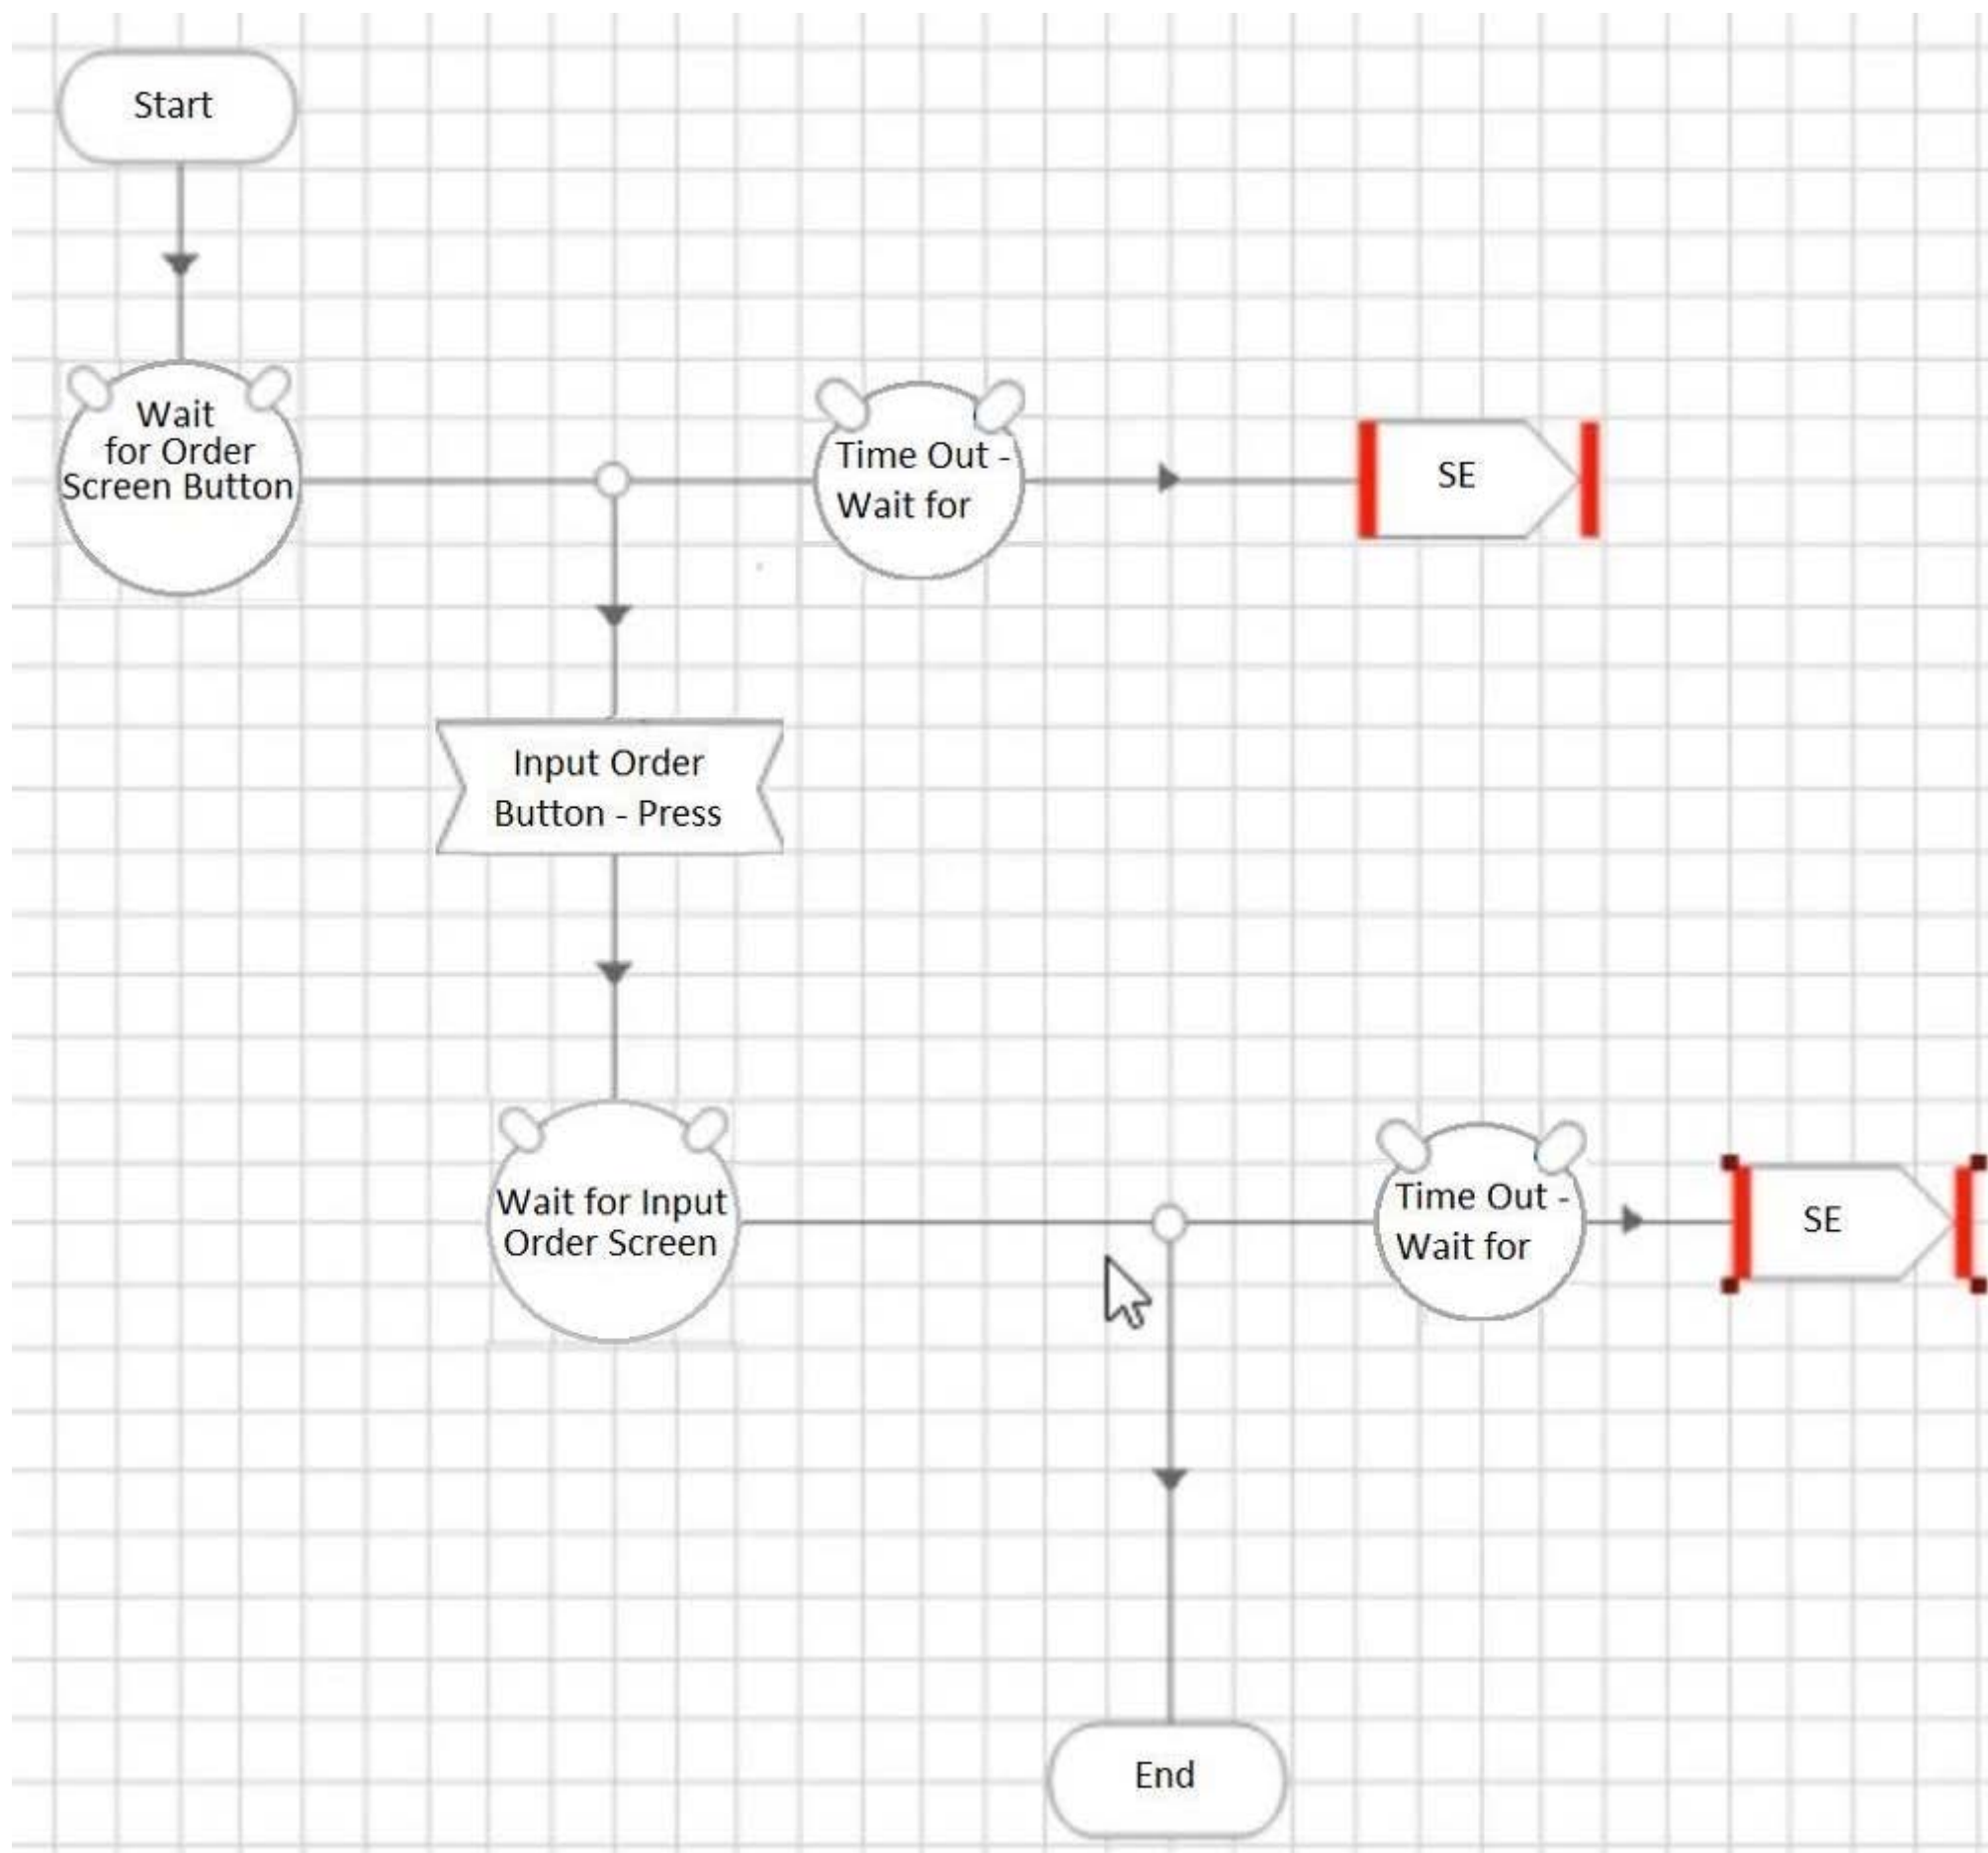 Start
Wait
for Order
Screen Button
Time Out -
Wait for
SE
Input Order
Button - Press
Wait for Input
Order Screen
Time Out -
Wait for
SE
End